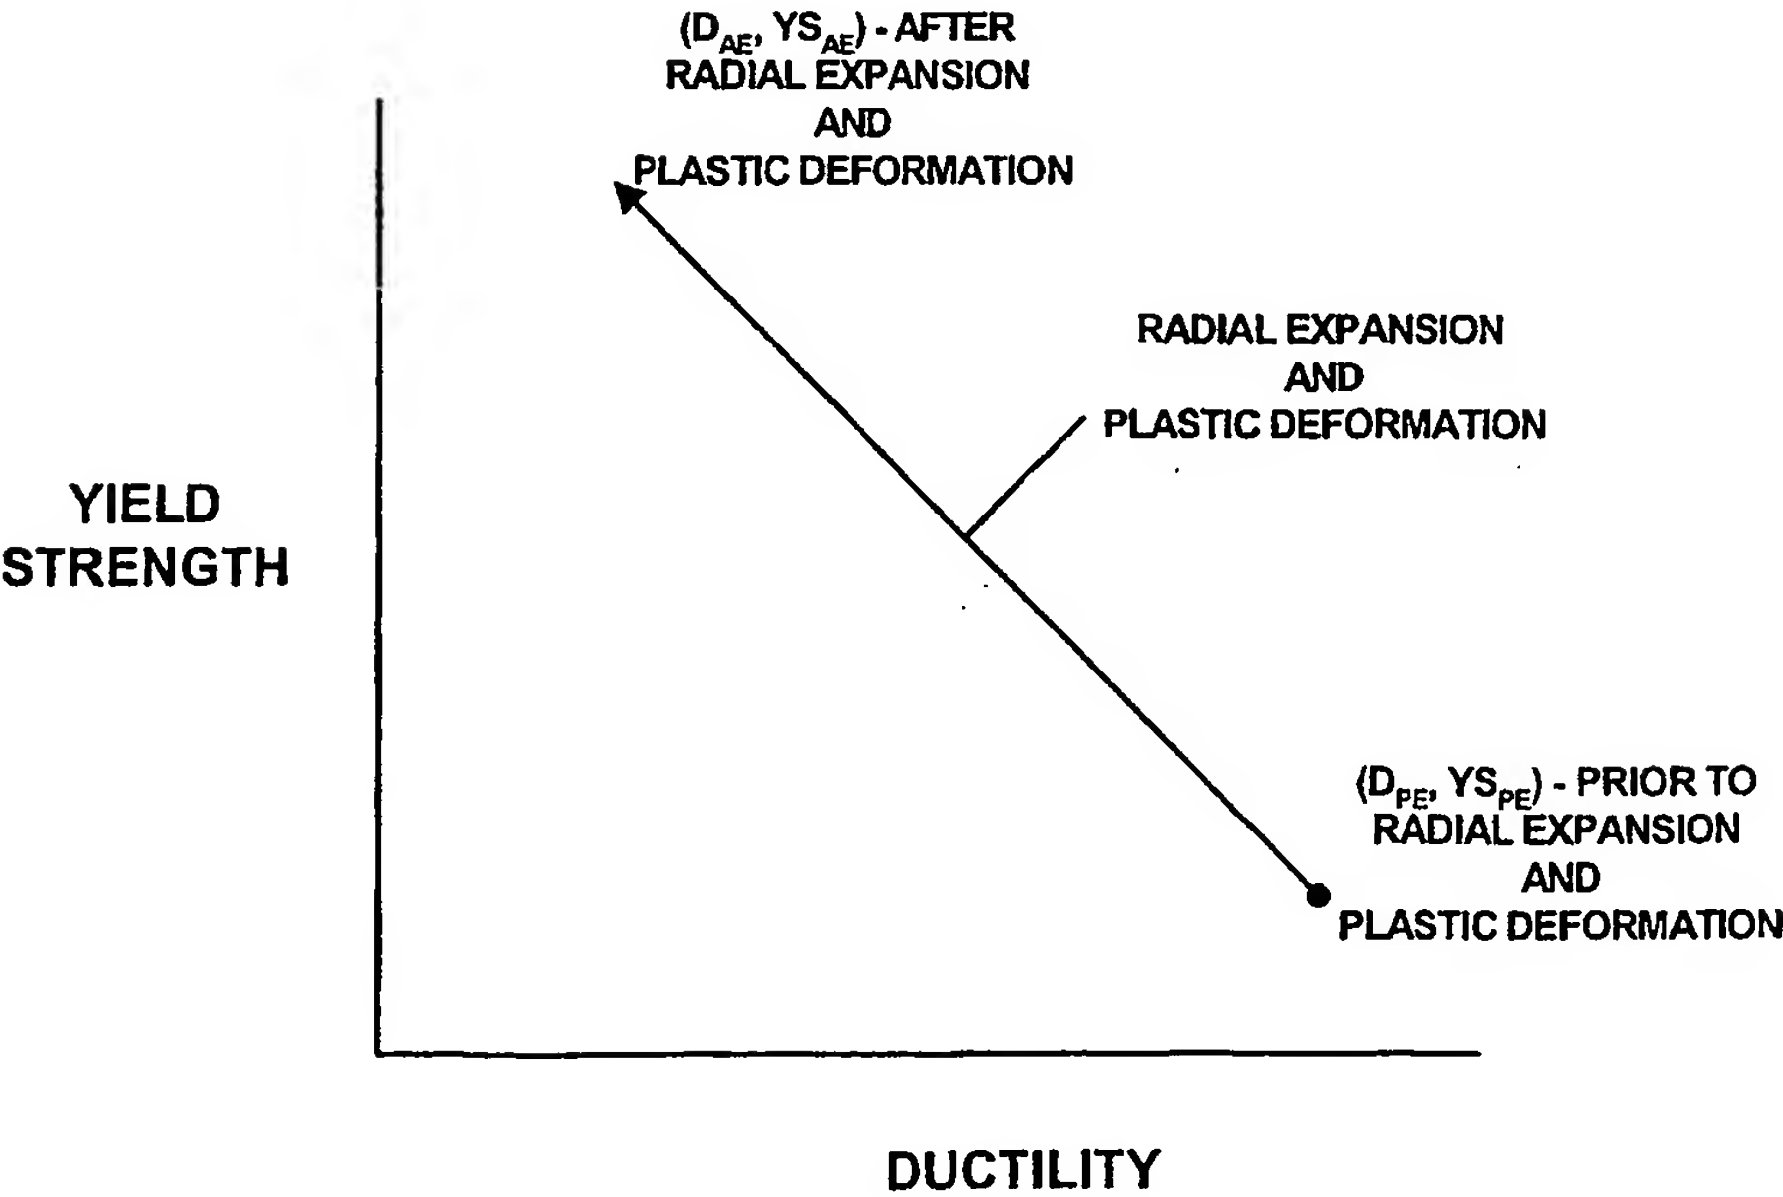 (D_AE, YS_AE) - AFTER
RADIAL EXPANSION
AND
PLASTIC DEFORMATION
RADIAL EXPANSION
AND
PLASTIC DEFORMATION
YIELD
STRENGTH
(D_PE, YS_PE) - PRIOR TO
RADIAL EXPANSION
AND
PLASTIC DEFORMATION
DUCTILITY